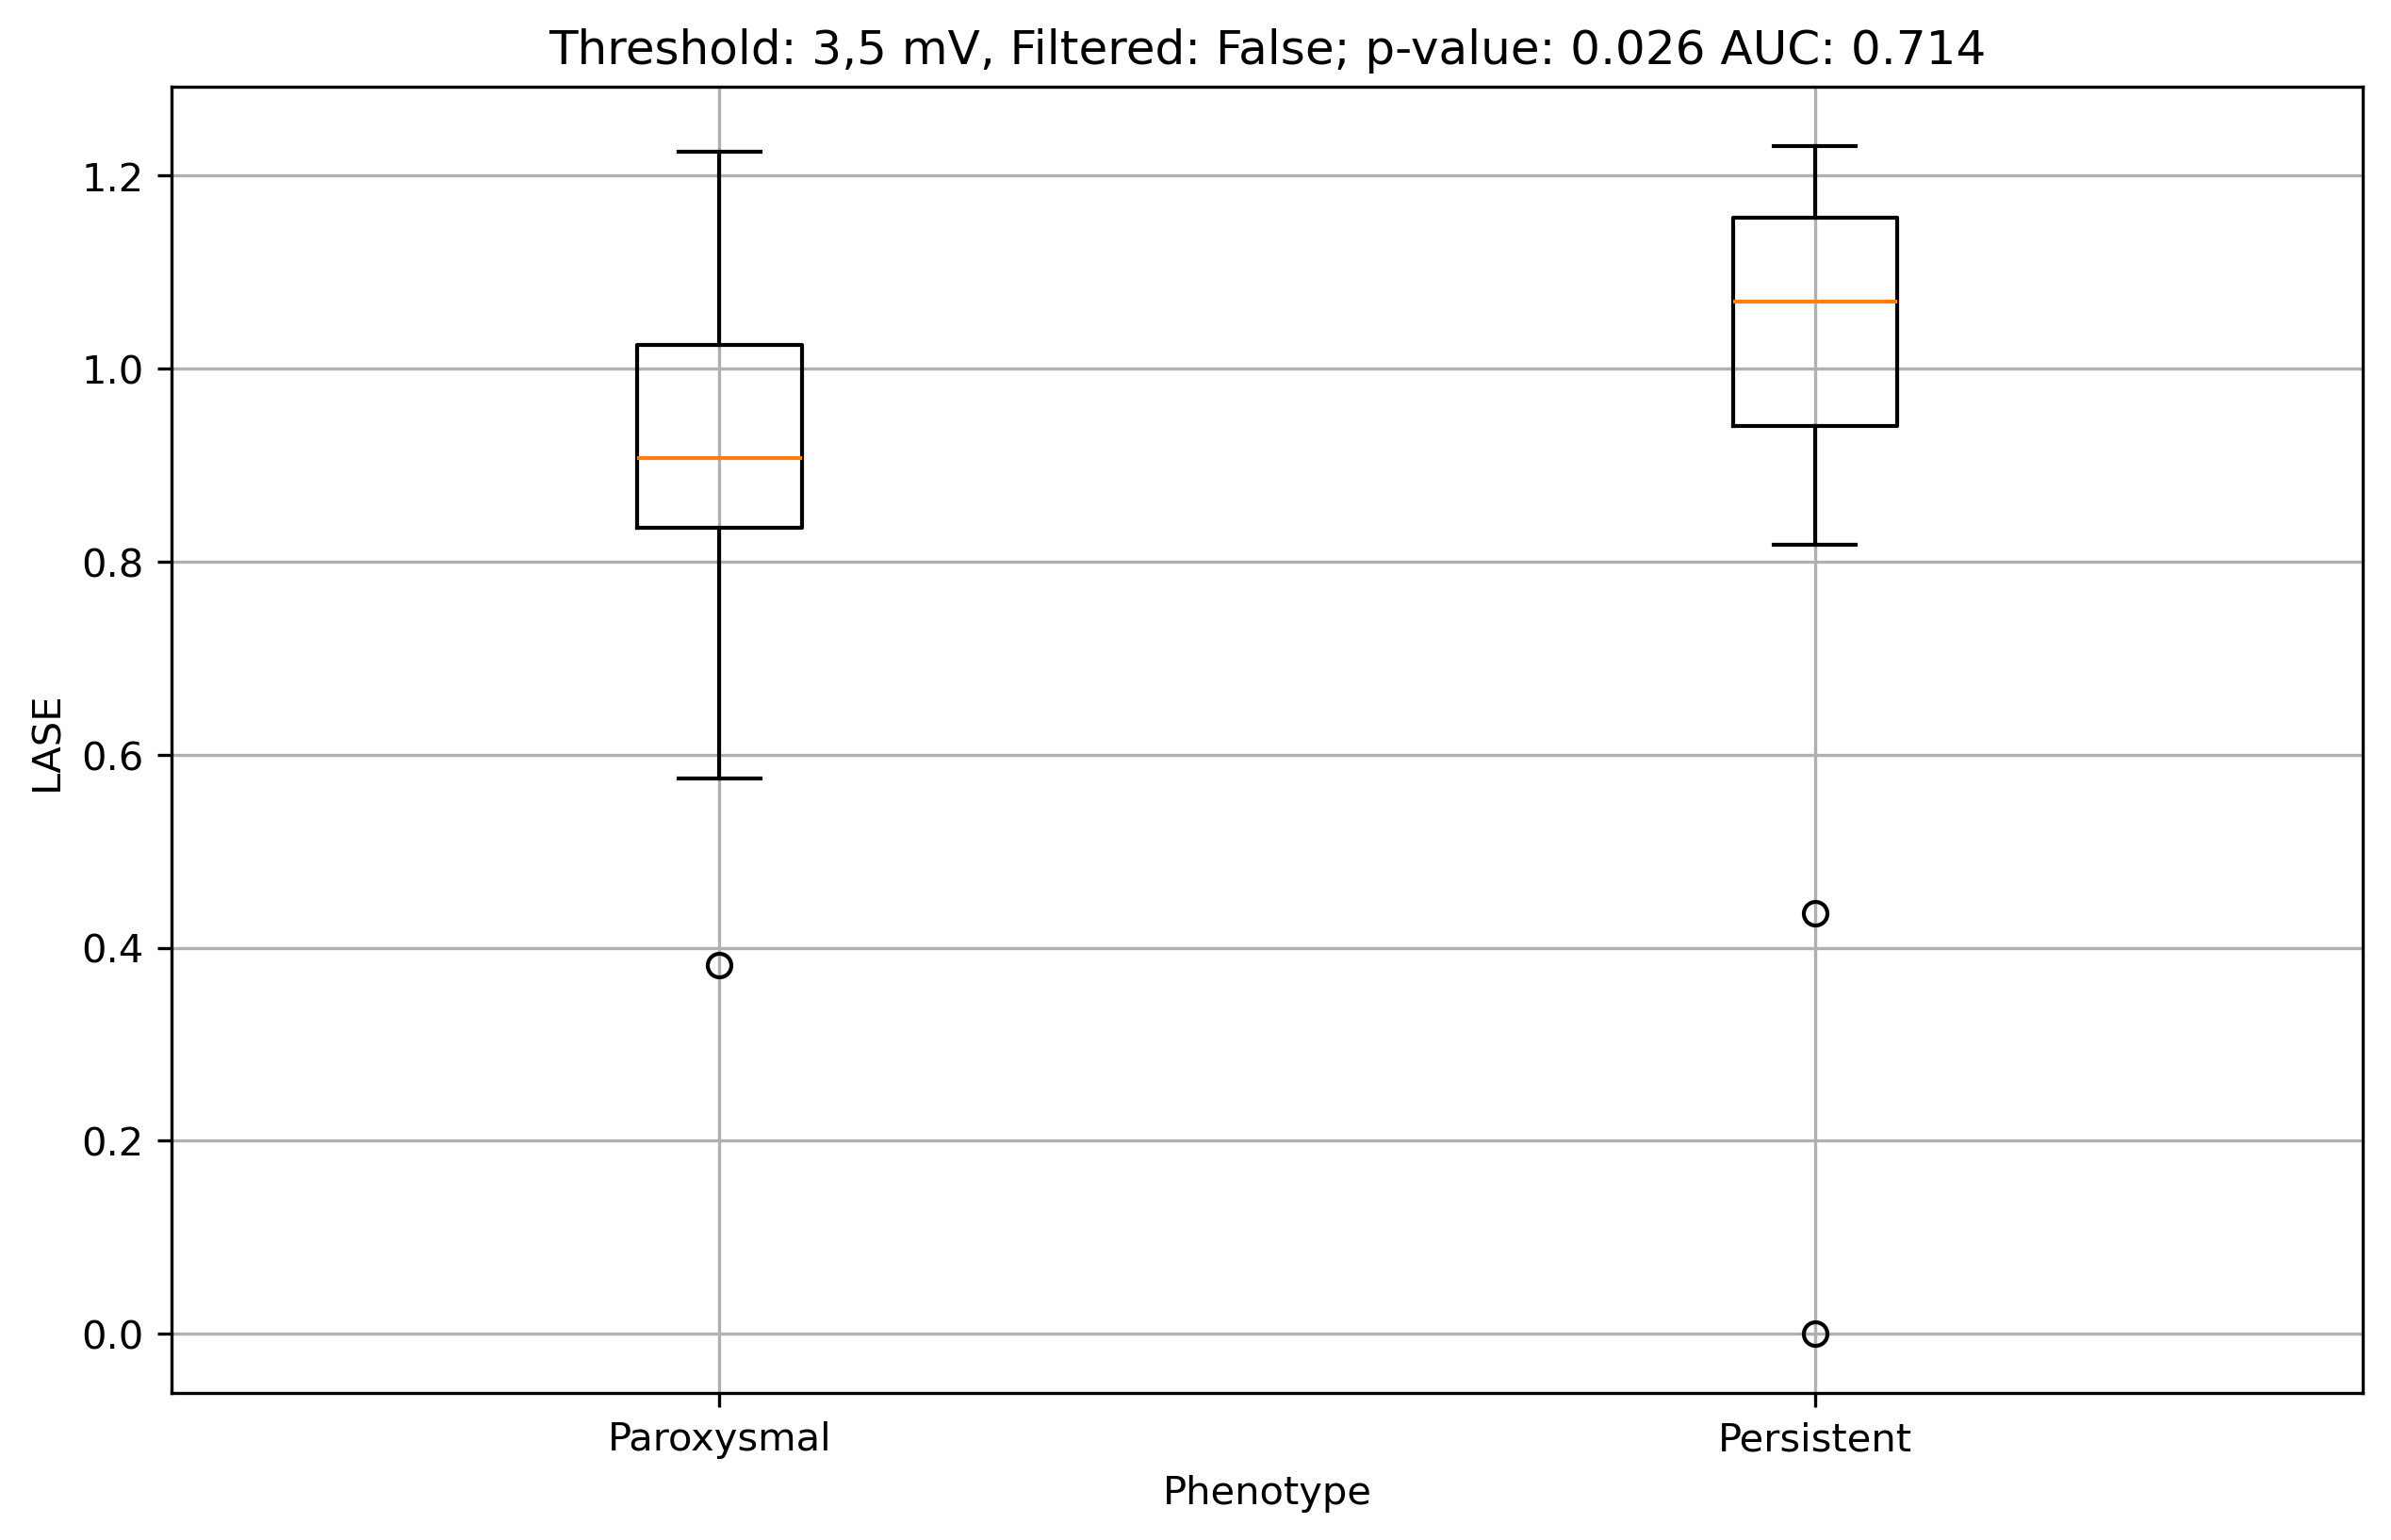 Threshold: 3,5 mV, Filtered: False; p-value: 0.026 AUC: 0.714
1.2
1.0
0.8
0.6
0.4
0.2
0.0
LASE
Paroxysmal
Persistent
Phenotype